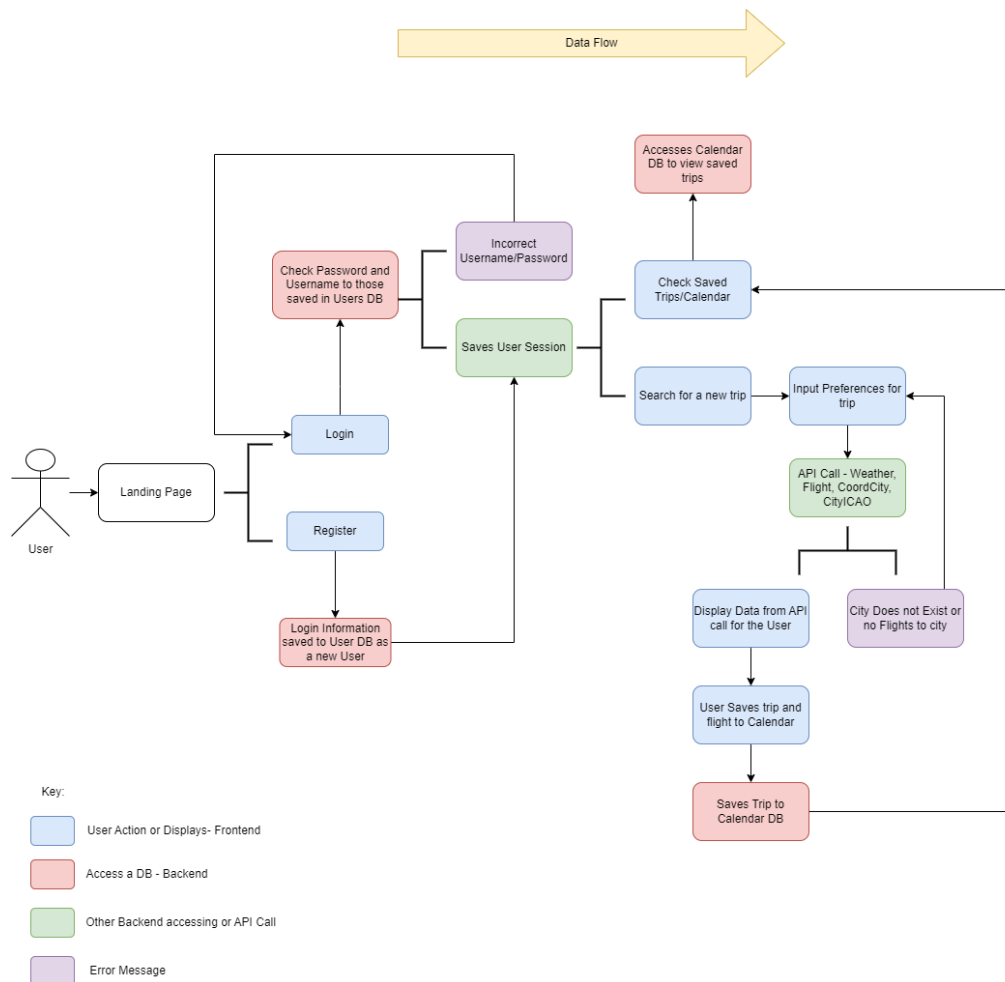 Data Flow
Accesses Calendar
DB to view saved
trips
Incorrect
Username/Password
Check Password and
Username to those
saved in Users DB
Check Saved
Trips/Calendar
Saves User Session
Search for a new trip
Input Preferences for
trip
Login
API Call - Weather,
Flight, CoordCity,
CityICAO
Landing Page
User
Register
Display Data from API
call for the User
City Does not Exist or
no Flights to city
Login Information
saved to User DB as
a new User
User Saves trip and
flight to Calendar
Saves Trip to
Calendar DB
Key:
User Action or Displays- Frontend
Access a DB - Backend
Other Backend accessing or API Call
Error Message